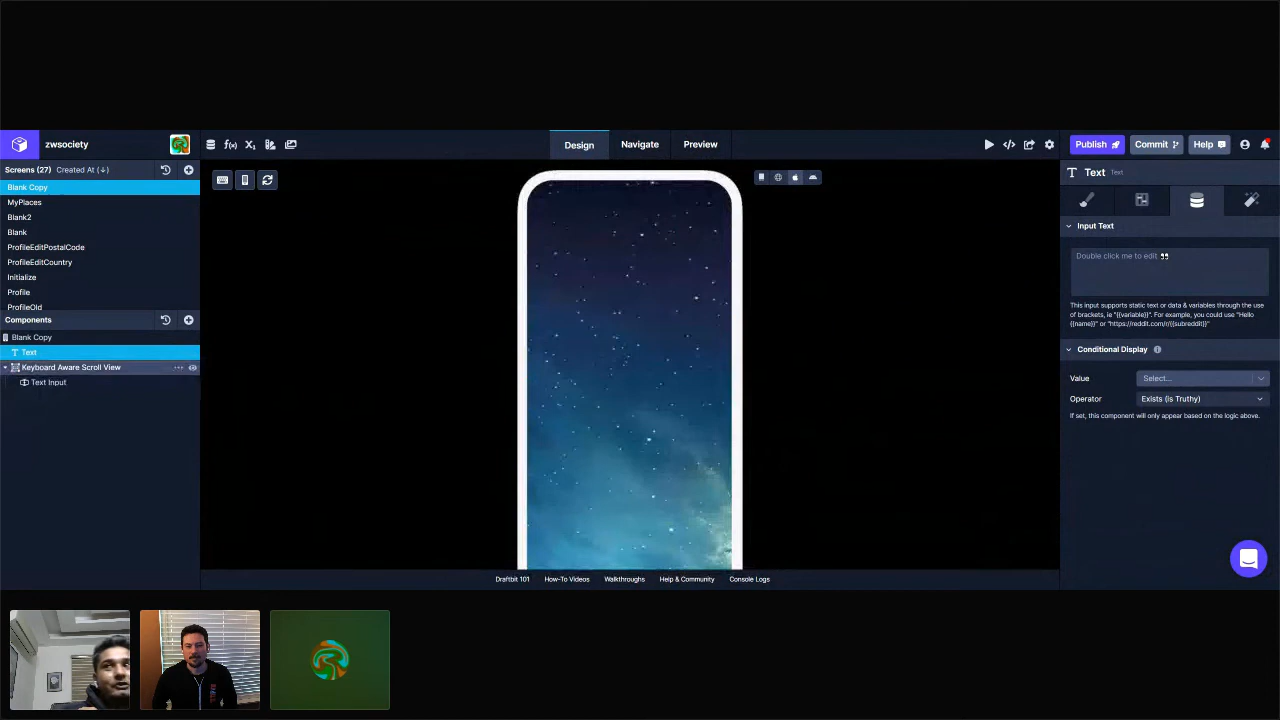 zwsociety
Design
Navigate
Preview
Publish
Commit
Help
Screens (27) Created At (↓)
Blank Copy
MyPlaces
Blank2
Blank
ProfileEditPostalCode
ProfileEditCountry
Initialize
Profile
ProfileOld
Components
Blank Copy
Text
Keyboard Aware Scroll View
Text Input
Text Text
Input Text
Double click me to edit
This input supports static text or data & variables through the use
of brackets, ie "{{variable}}". For example, you could use "Hello
{{name}}" or "https://reddit.com/r/{{subreddit}}"
Conditional Display
Value Select...
Operator Exists (Is Truthy)
If set, this component will only appear based on the logic above.
Draftbit 101 How-To Videos Walkthroughs Help & Community Console Logs